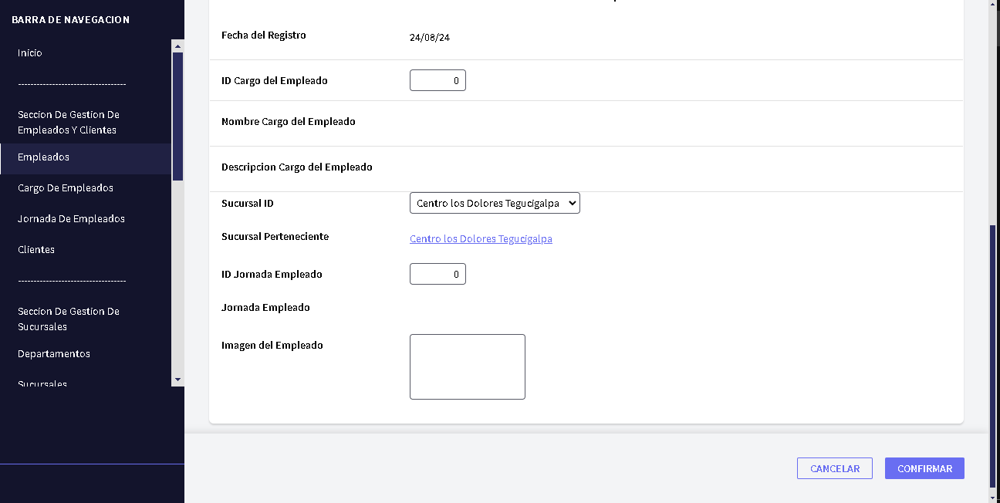 BARRA DE NAVEGACION
Inicio
-----------------------------------
Seccion De Gestion De
Empleados Y Clientes
Empleados
Cargo De Empleados
Jornada De Empleados
Clientes
-----------------------------------
Seccion De Gestion De
Sucursales
Departamentos
Sucursales
Fecha del Registro
24/08/24
ID Cargo del Empleado
0
Nombre Cargo del Empleado
Descripcion Cargo del Empleado
Sucursal ID
Centro los Dolores Tegucigalpa
Sucursal Perteneciente
Centro los Dolores Tegucigalpa
ID Jornada Empleado
0
Jornada Empleado
Imagen del Empleado
CANCELAR
CONFIRMAR